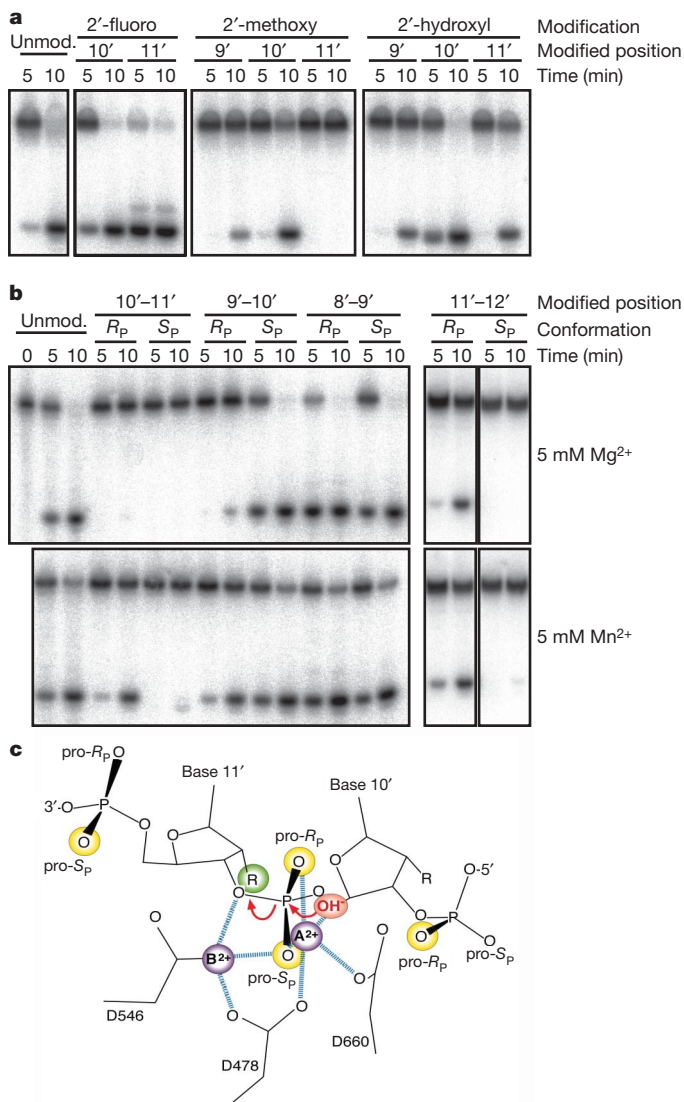 a
2′-fluoro 2′-methoxy 2′-hydroxyl Modification
Unmod. 10′ 11′ 9′ 10′ 11′ 9′ 10′ 11′ Modified position
5 10 5 10 5 10 5 10 5 10 5 10 5 10 5 10 5 10 Time (min)
b
10′–11′ 9′–10′ 8′–9′ 11′–12′ Modified position
Unmod. RP SP RP SP RP SP RP SP Conformation
0 5 10 5 10 5 10 5 10 5 10 5 10 5 10 5 10 5 10 Time (min)
5 mM Mg2+
5 mM Mn2+
c
pro-RP O
Base 11′
Base 10′
3′-O P
pro-RP
O
O
O
O
O
pro-SP
R
R
O-5′
O
P
O
OH-
O
P
B2+
O
A2+
O
O
pro-SP
pro-RP
pro-SP
O
O
O
O
O
D546
D660
D478